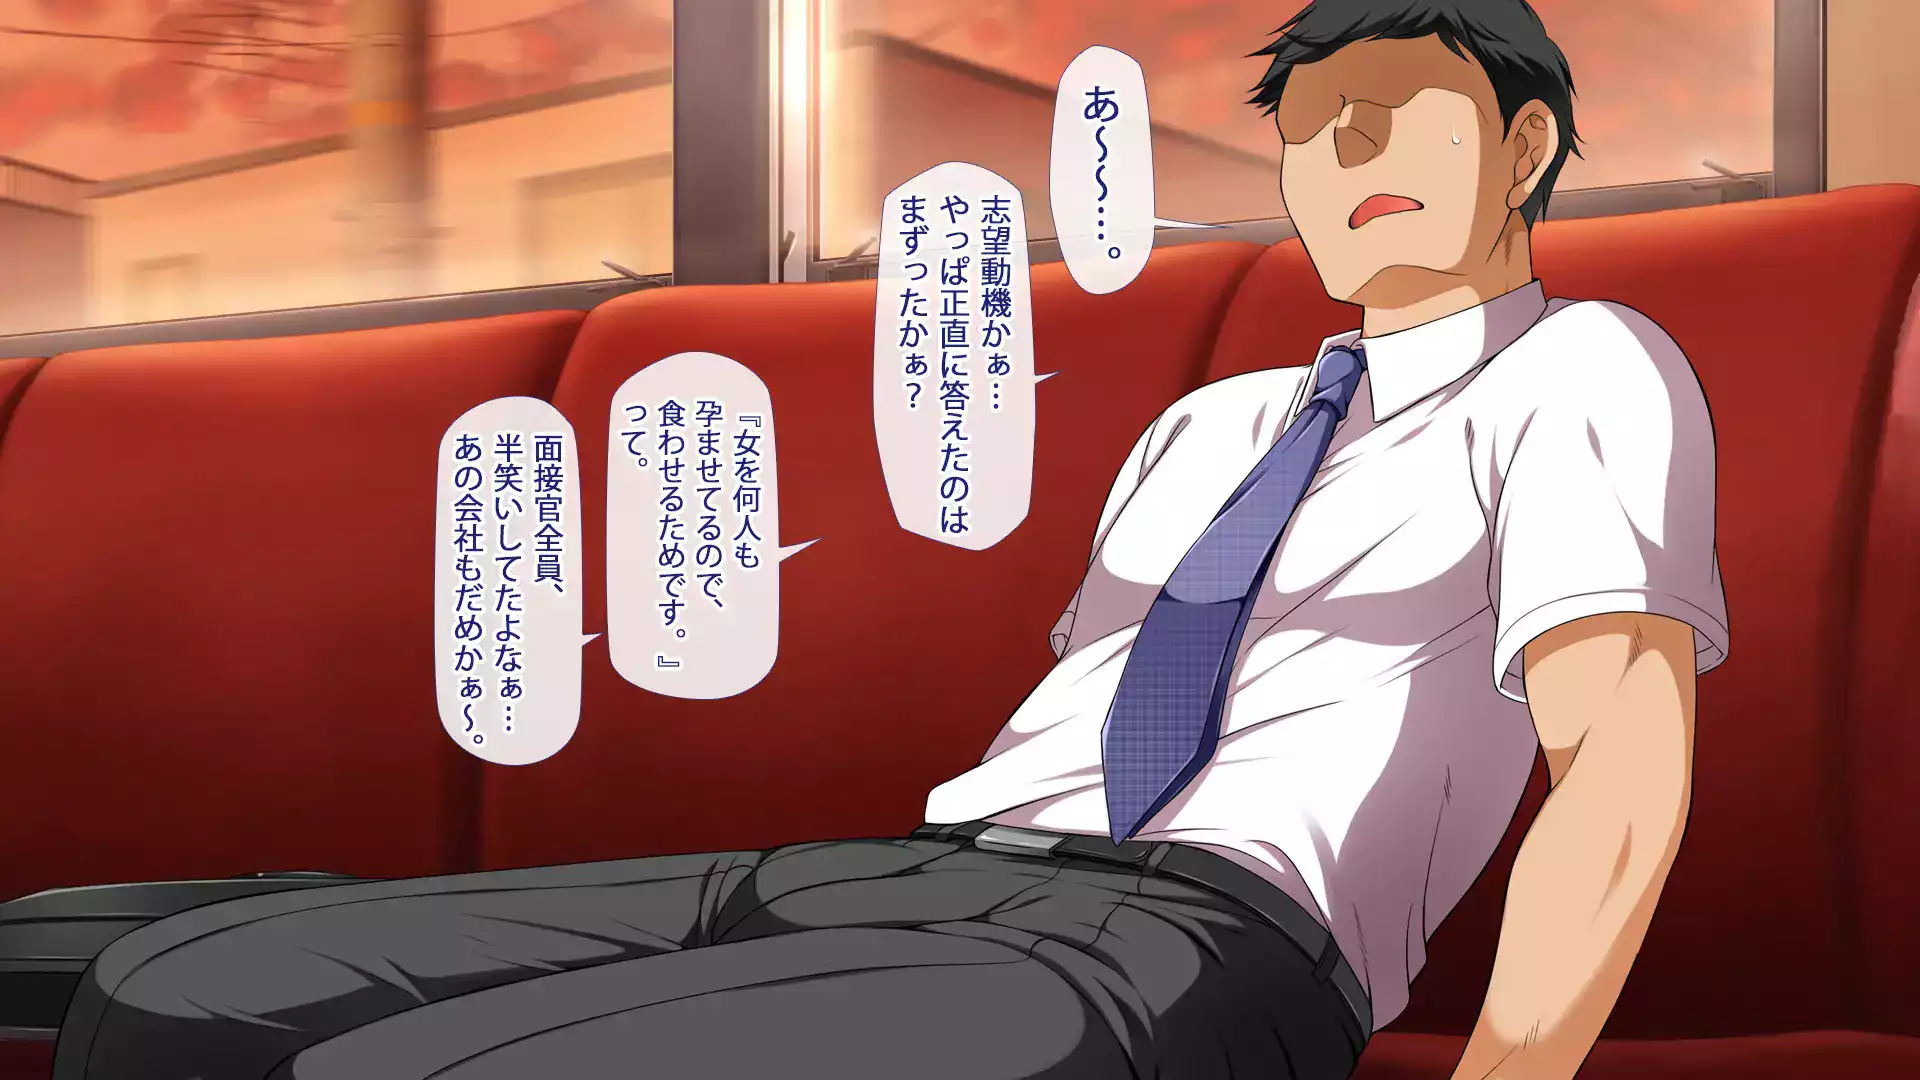 あ～～～…。
志望動機かぁ…
やっぱ正直に答えたのは
まずったかぁ？
『女を何人も
孕ませてるので、
食わせるためです。』
って。
面接官全員、
半笑いしてたよなぁ…
あの会社もだめかぁ～。